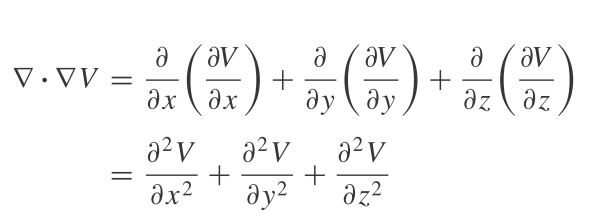 ∇ · ∇V = ∂/∂x (∂V/∂x) + ∂/∂y (∂V/∂y) + ∂/∂z (∂V/∂z)
= ∂²V/∂x² + ∂²V/∂y² + ∂²V/∂z²